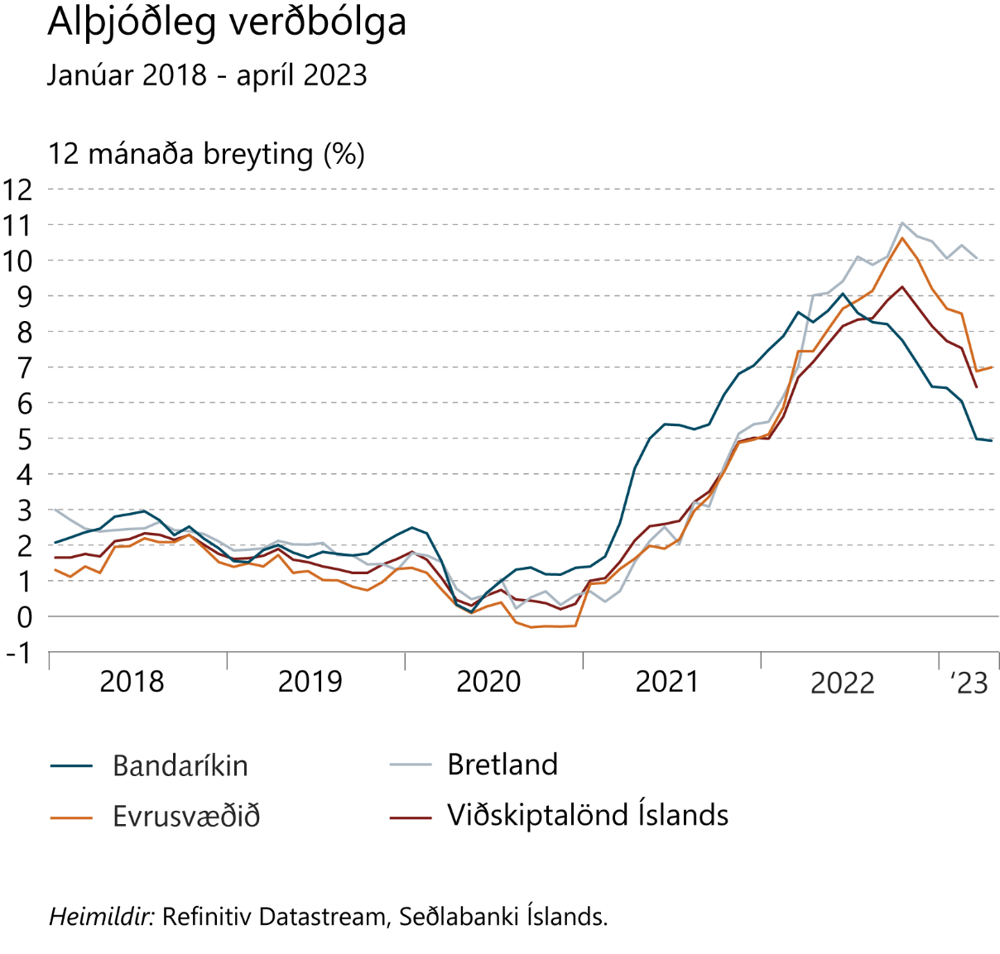 Alþjóðleg verðbólga
Janúar 2018 - apríl 2023
12 mánaða breyting (%)
12
11
10
9
8
7
6
5
4
3
2
1
0
-1
2018 2019 2020 2021 2022 '23
Bandaríkin Bretland
Evrusvæðið Viðskiptalönd Íslands
Heimildir: Refinitiv Datastream, Seðlabanki Íslands.